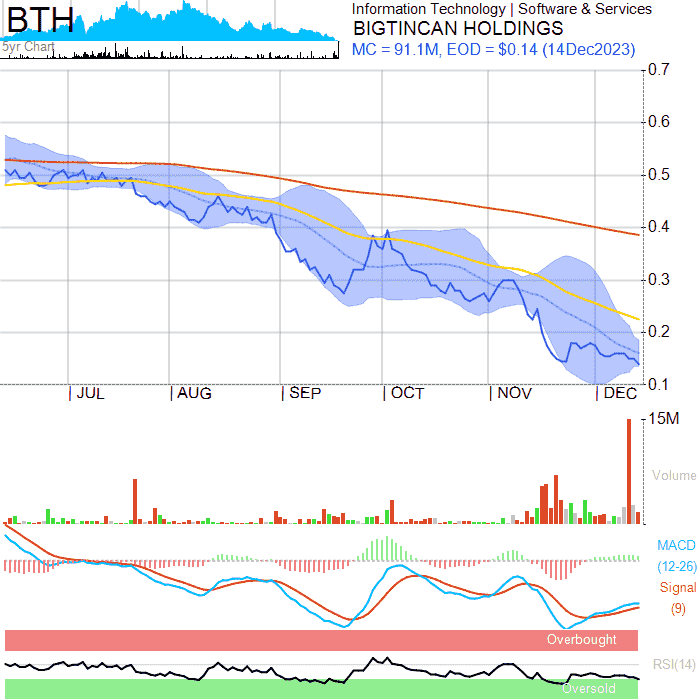 BTH
5yr Chart
Information Technology | Software & Services
BIGTINCAN HOLDINGS
MC = 91.1M, EOD = $0.14 (14Dec2023)
0.7
0.6
0.5
0.4
0.3
0.2
0.1
JUL AUG SEP OCT NOV DEC
15M
Volume
MACD
(12-26)
Signal
(9)
Overbought
RSI(14)
Oversold